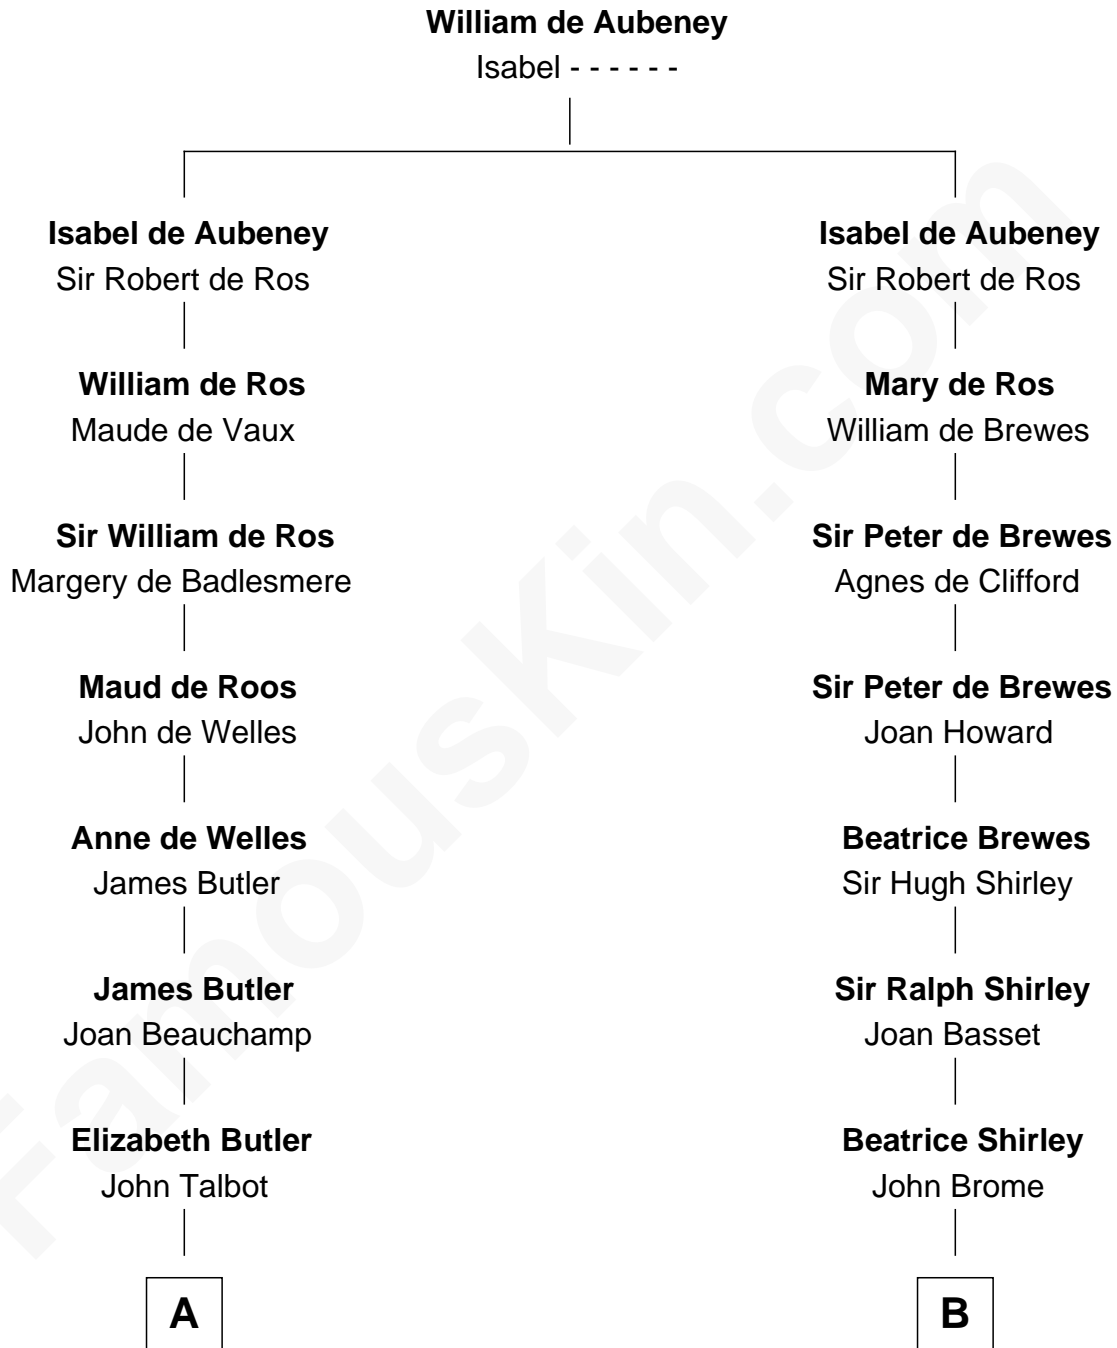 William de Aubeney
Isabel - - - - - -
Isabel de Aubeney
Sir Robert de Ros
William de Ros
Maude de Vaux
Sir William de Ros
Margery de Badlesmere
Maud de Roos
John de Welles
Anne de Welles
James Butler
James Butler
Joan Beauchamp
Elizabeth Butler
John Talbot
A
Isabel de Aubeney
Sir Robert de Ros
Mary de Ros
William de Brewes
Sir Peter de Brewes
Agnes de Clifford
Sir Peter de Brewes
Joan Howard
Beatrice Brewes
Sir Hugh Shirley
Sir Ralph Shirley
Joan Basset
Beatrice Shirley
John Brome
B
FamousKin.com